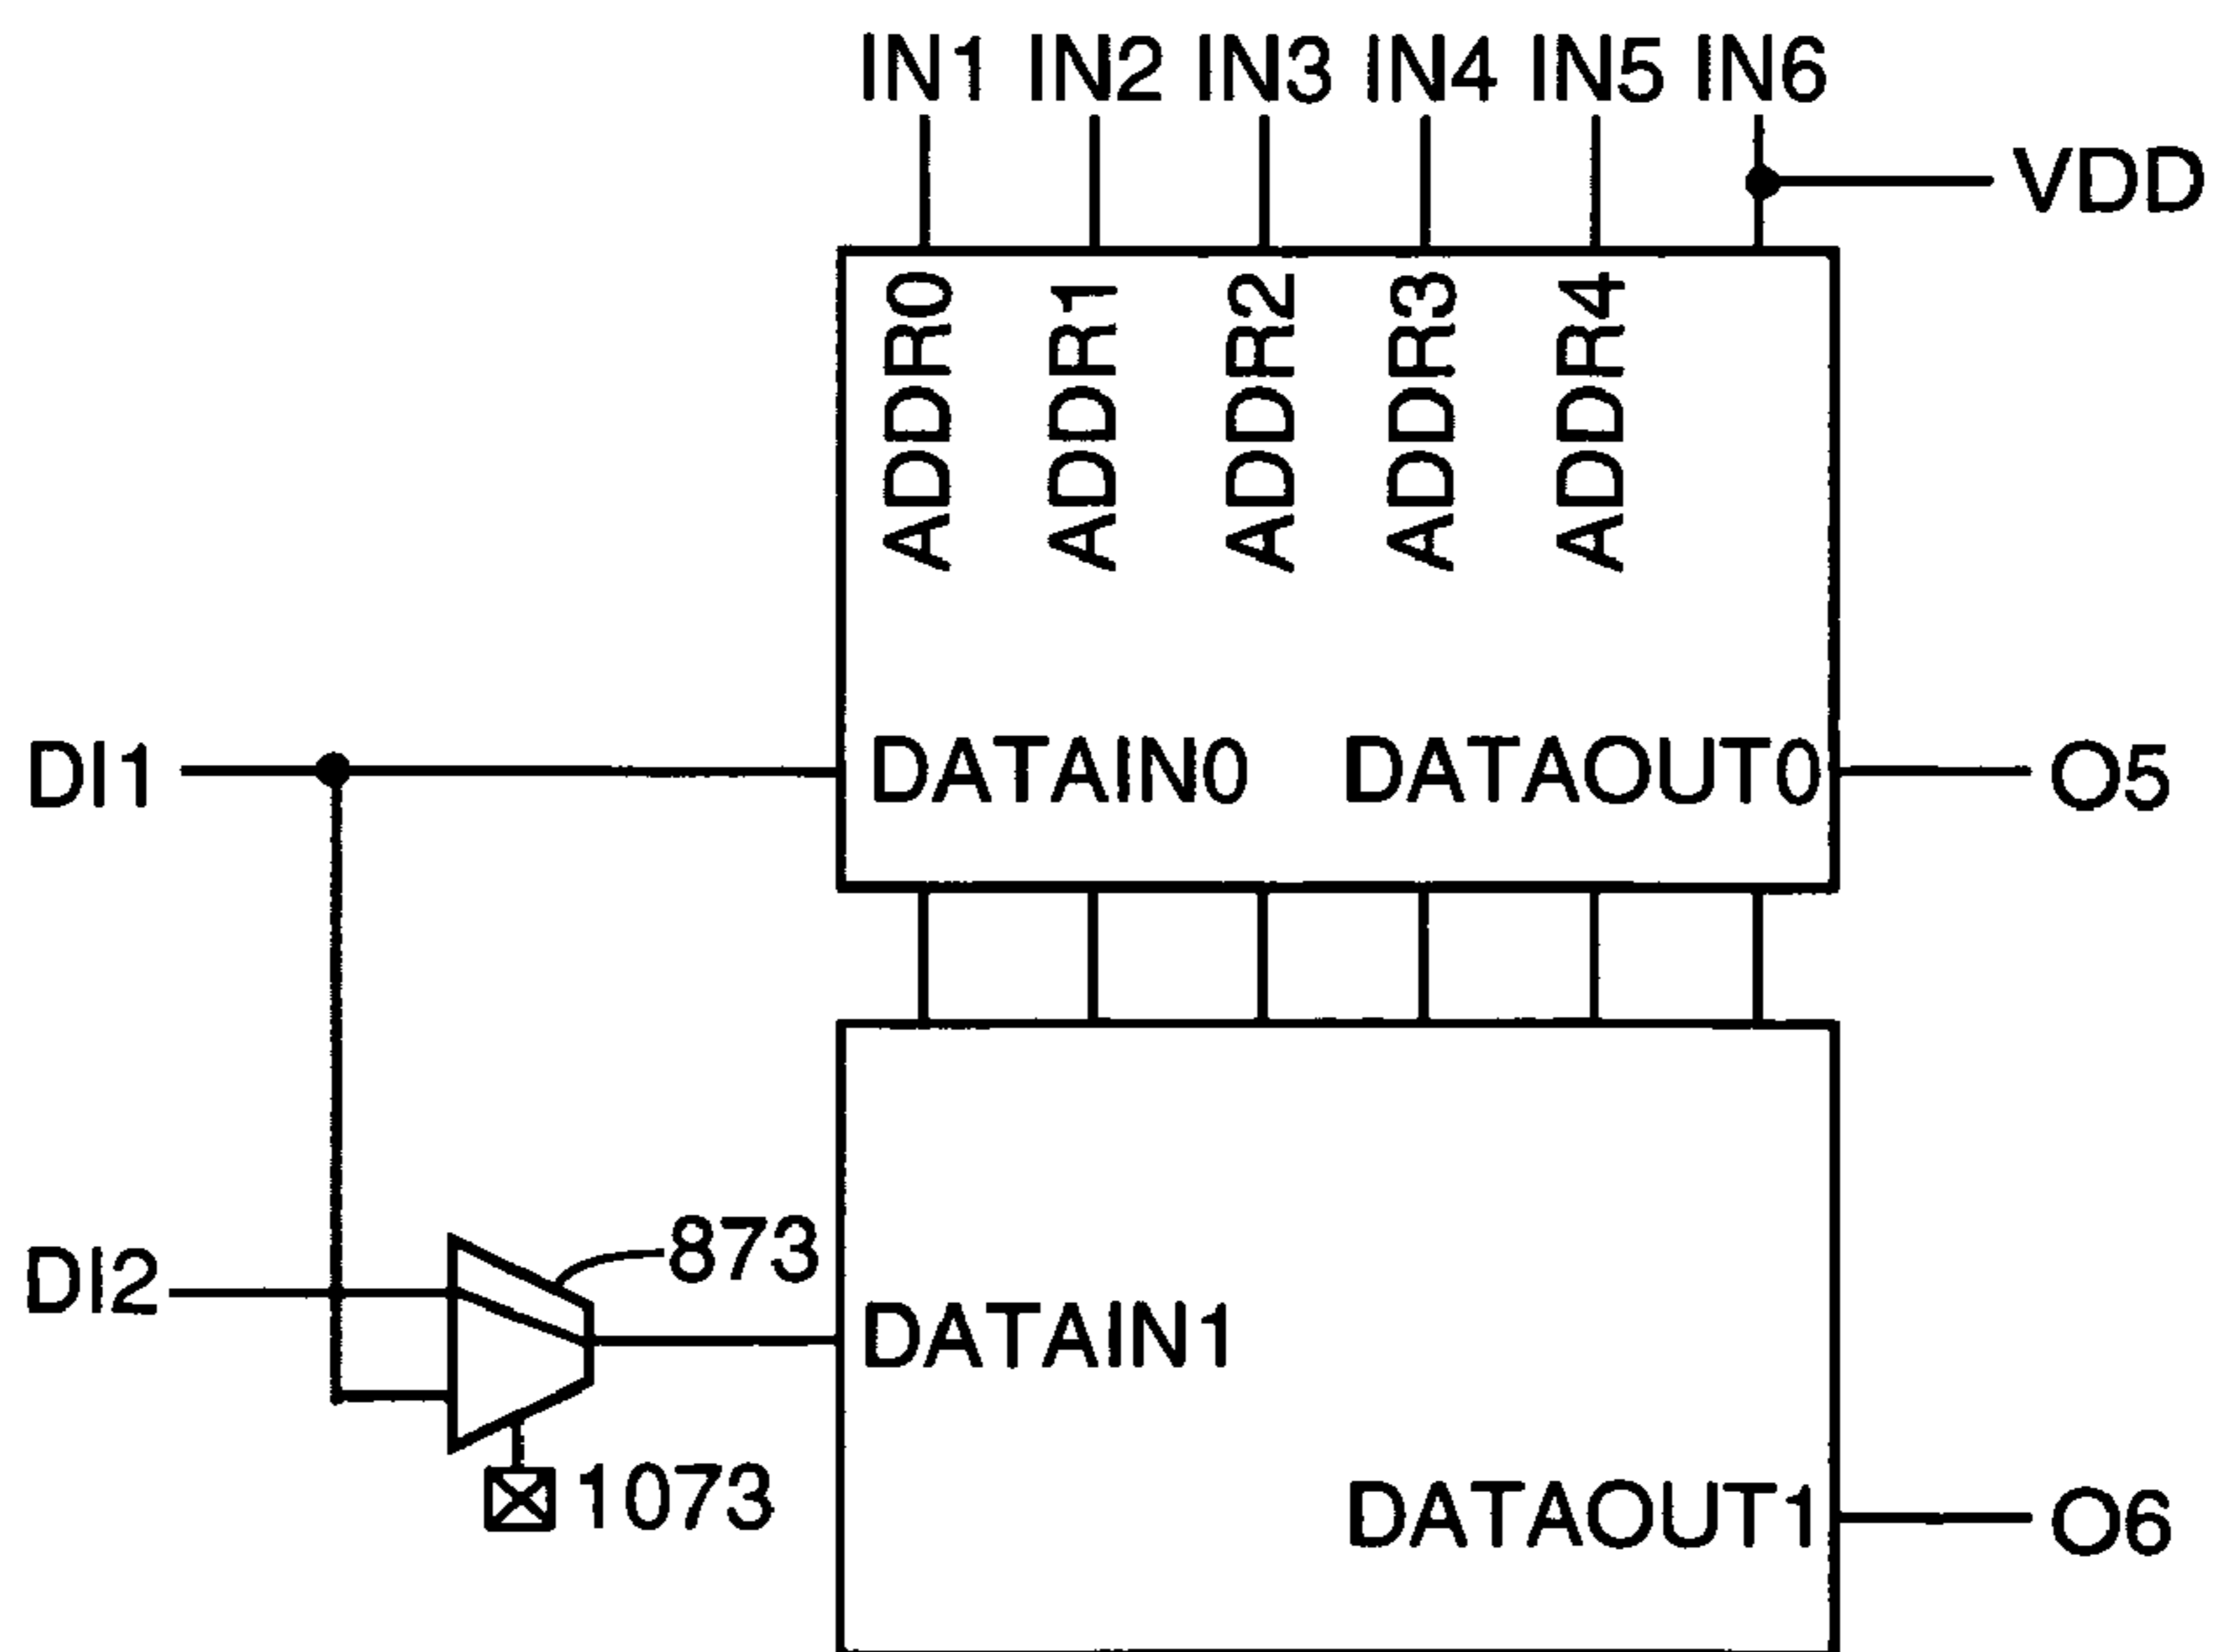 IN1 IN2 IN3 IN4 IN5 IN6
VDD
ADDR0 ADDR1 ADDR2 ADDR3 ADDR4
DI1 DATAIN0 DATAOUT0 O5
DI2 873
DATAIN1
1073 DATAOUT1 O6